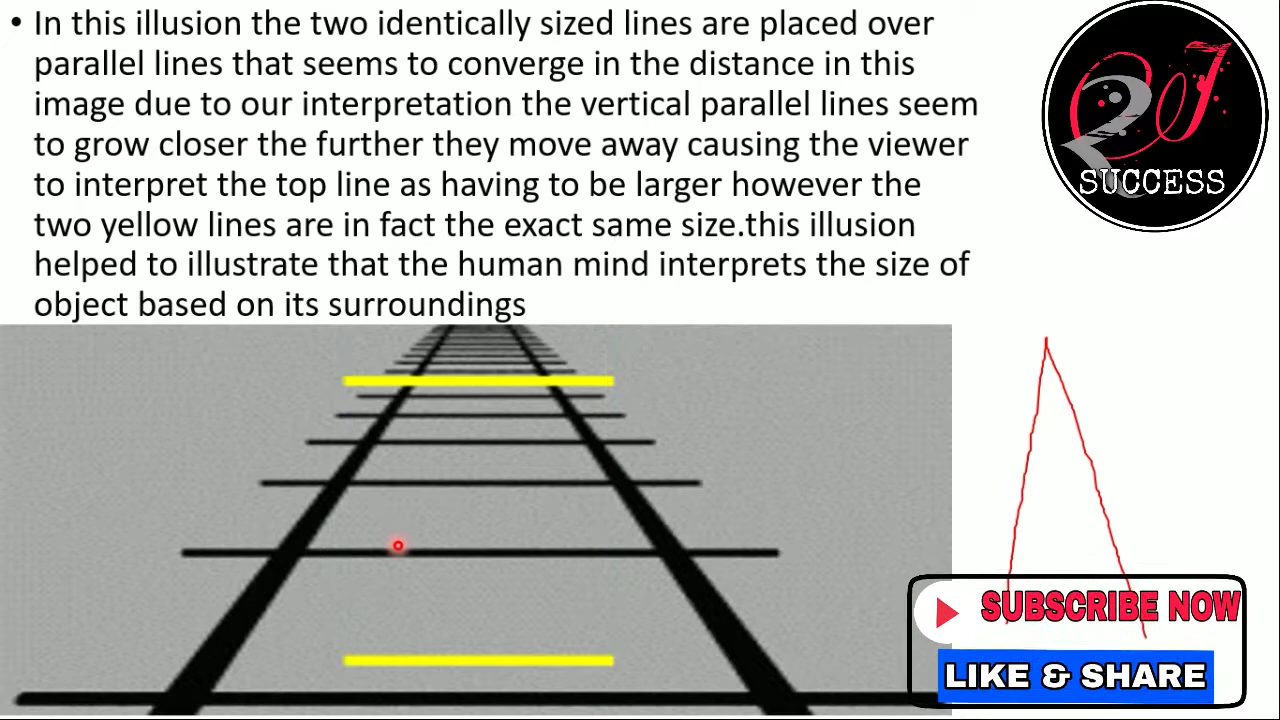 • In this illusion the two identically sized lines are placed over
parallel lines that seems to converge in the distance in this
image due to our interpretation the vertical parallel lines seem
to grow closer the further they move away causing the viewer
to interpret the top line as having to be larger however the
two yellow lines are in fact the exact same size.this illusion
helped to illustrate that the human mind interprets the size of
object based on its surroundings
SUCCESS
SUBSCRIBE NOW
LIKE & SHARE